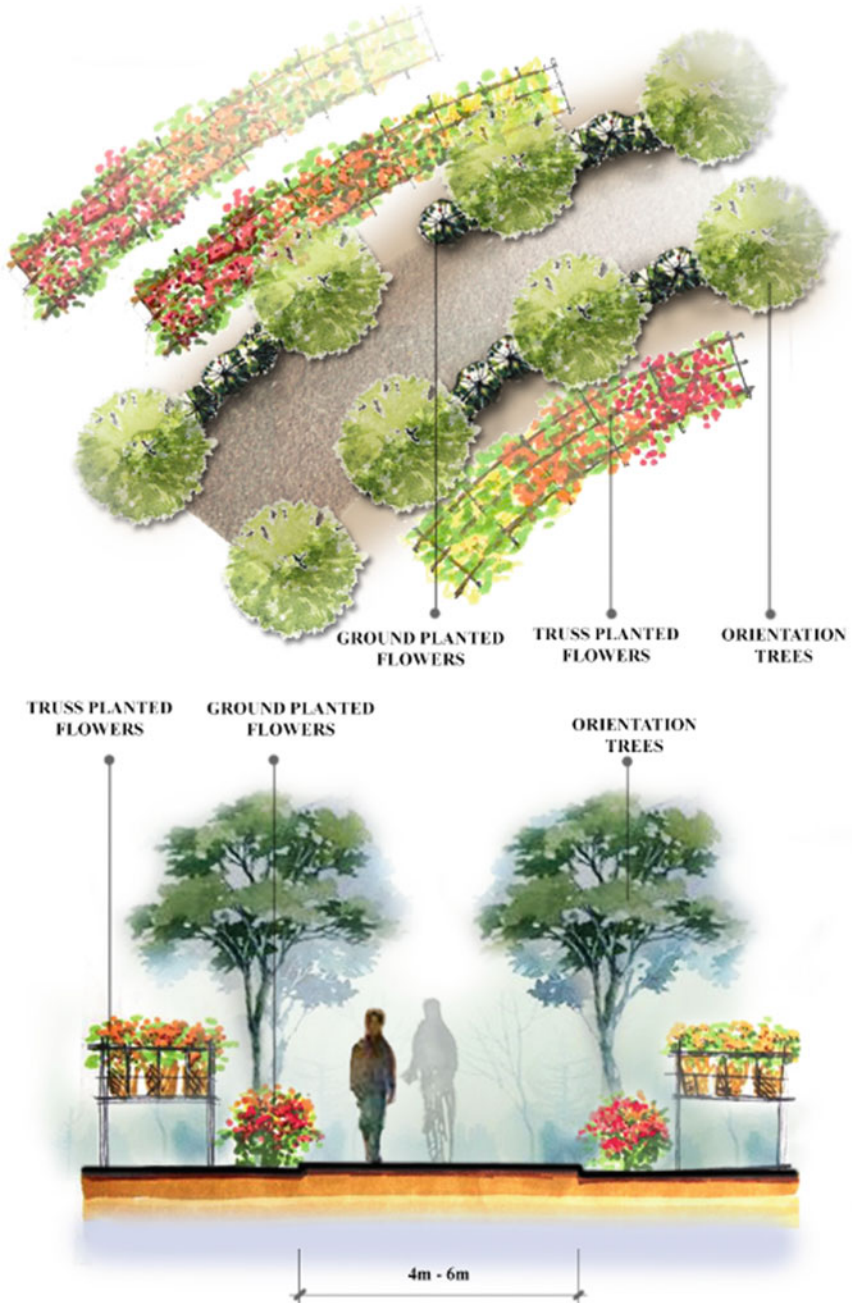 GROUND PLANTED
FLOWERS
TRUSS PLANTED
FLOWERS
ORIENTATION
TREES
TRUSS PLANTED
FLOWERS
GROUND PLANTED
FLOWERS
ORIENTATION
TREES
4m - 6m